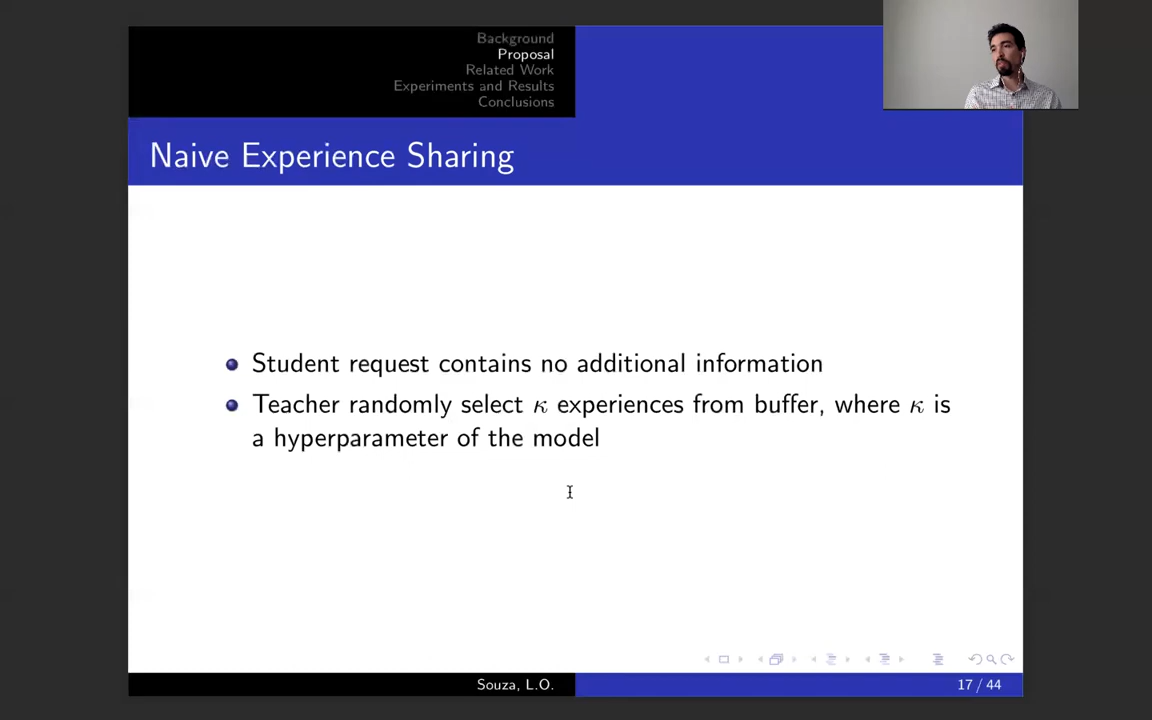 Background
Proposal
Related Work
Experiments and Results
Conclusions
Naive Experience Sharing
Student request contains no additional information
Teacher randomly select κ experiences from buffer, where κ is
a hyperparameter of the model
Souza, L.O.
17 / 44